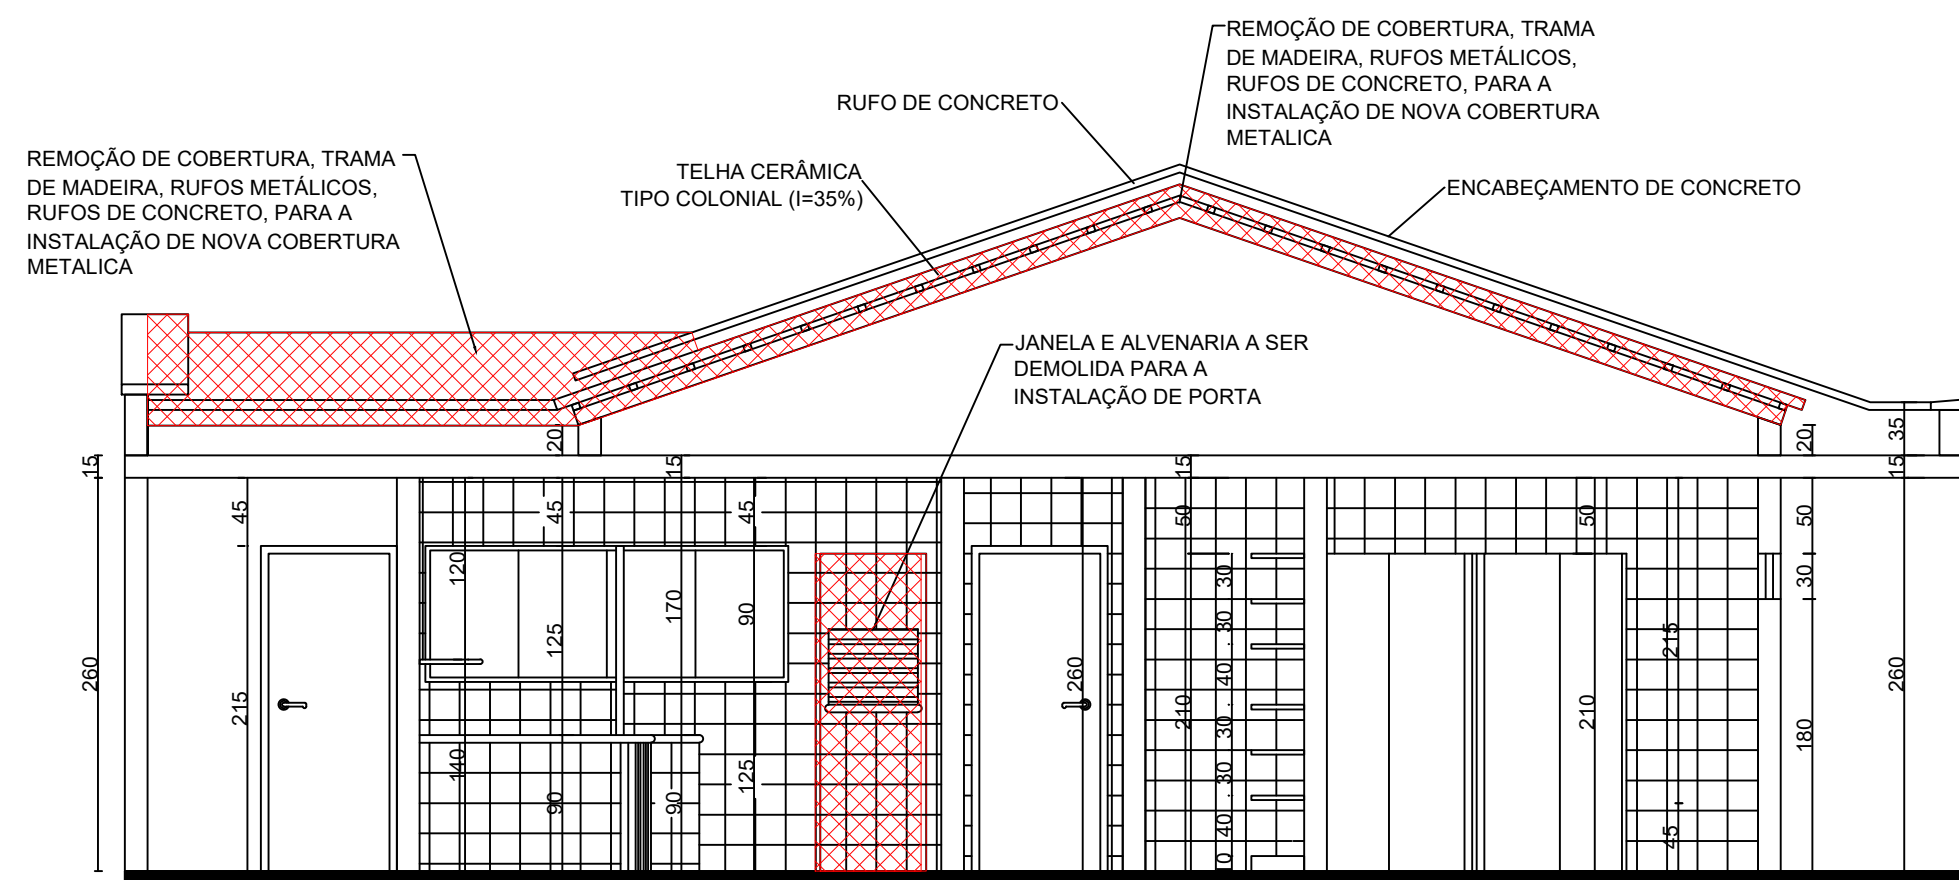 REMOÇÃO DE COBERTURA, TRAMA
DE MADEIRA, RUFOS METÁLICOS,
RUFOS DE CONCRETO, PARA A
INSTALAÇÃO DE NOVA COBERTURA
METALICA
RUFO DE CONCRETO
REMOÇÃO DE COBERTURA, TRAMA
DE MADEIRA, RUFOS METÁLICOS,
RUFOS DE CONCRETO, PARA A
INSTALAÇÃO DE NOVA COBERTURA
METALICA
TELHA CERÂMICA
TIPO COLONIAL (I=35%)
ENCABEÇAMENTO DE CONCRETO
JANELA E ALVENARIA A SER
DEMOLIDA PARA A
INSTALAÇÃO DE PORTA
15
260
45
215
120
140
20
45
125
90
15
170
90
45
90
125
260
15
50
210
30
30
40
30
30
40
10
50
210
215
45
20
50
30
180
35
15
260